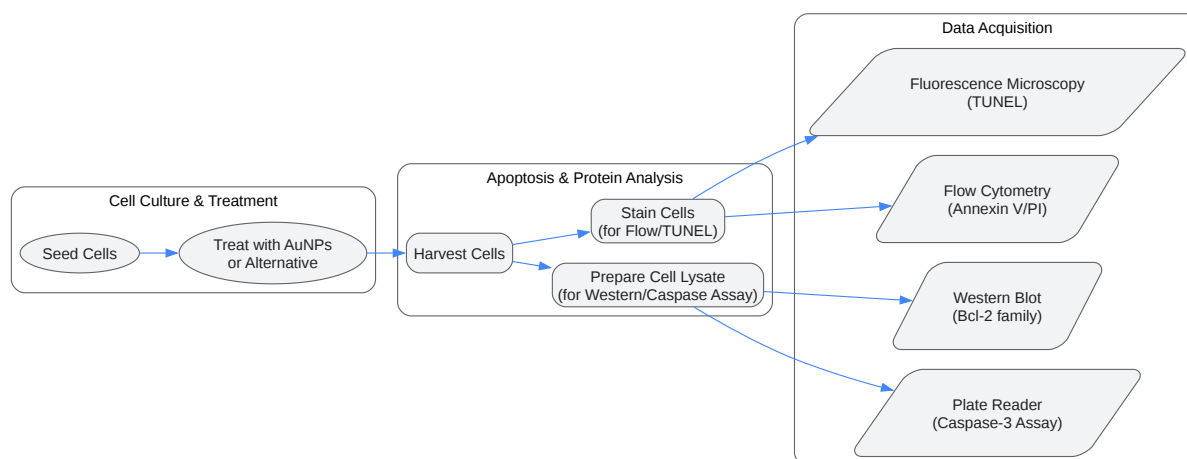 Cell Culture & Treatment
Seed Cells
Treat with AuNPs
or Alternative
Apoptosis & Protein Analysis
Harvest Cells
Stain Cells
(for Flow/TUNEL)
Prepare Cell Lysate
(for Western/Caspase Assay)
Data Acquisition
Fluorescence Microscopy
(TUNEL)
Flow Cytometry
(Annexin V/PI)
Western Blot
(Bcl-2 family)
Plate Reader
(Caspase-3 Assay)